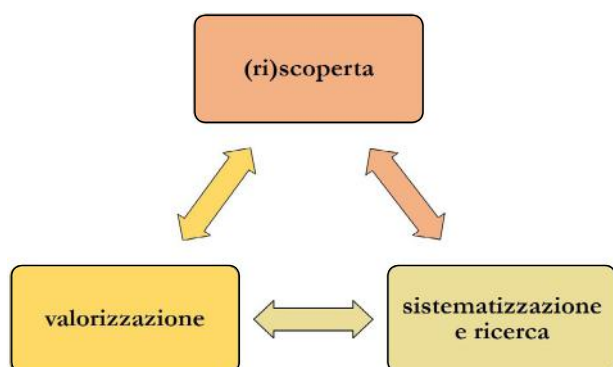 (ri)scoperta
valorizzazione
sistematizzazione
e ricerca